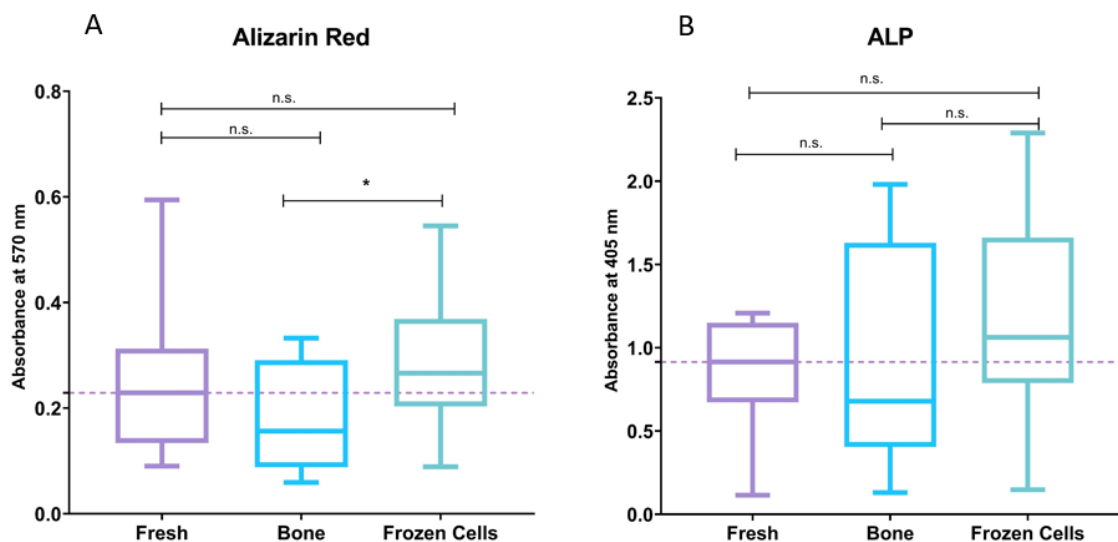 A
Alizarin Red
Absorbance at 570 nm
0.8
0.6
0.4
0.2
0.0
n.s.
n.s.
*
Fresh Bone Frozen Cells
B
ALP
Absorbance at 405 nm
2.5
2.0
1.5
1.0
0.5
0.0
n.s.
n.s.
n.s.
Fresh Bone Frozen Cells